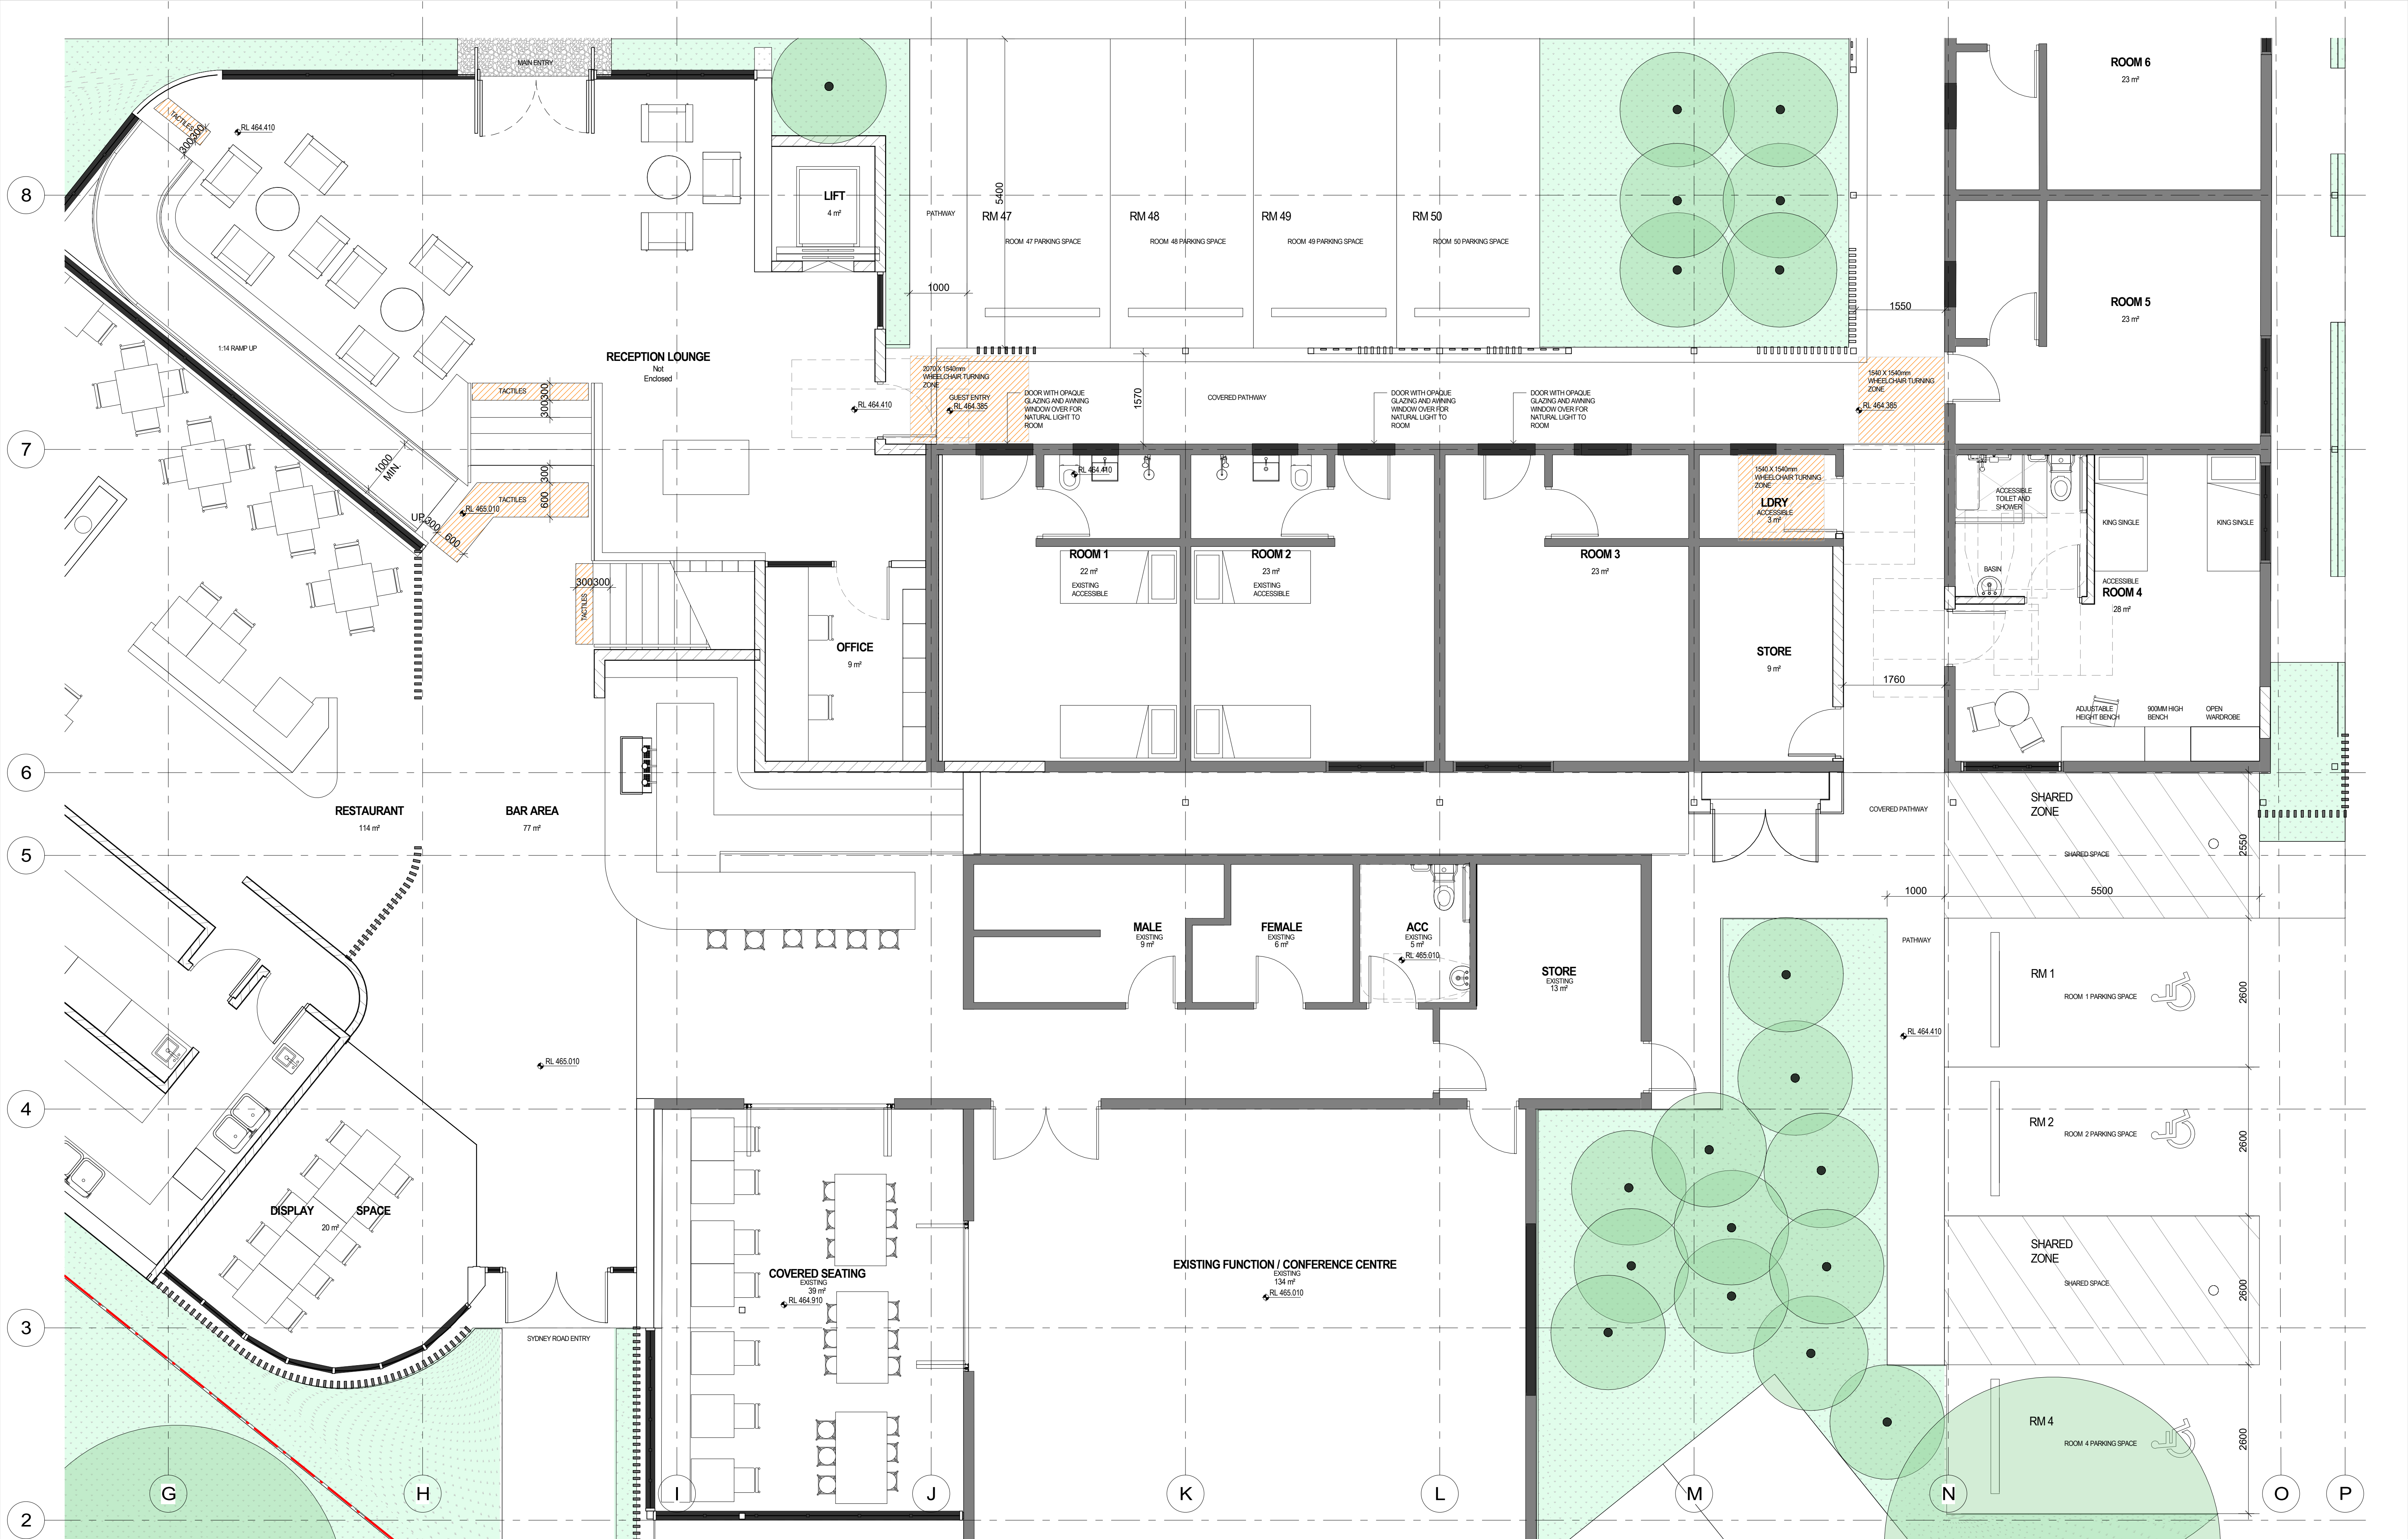 MAIN ENTRY
ROOM 6
23 m²
TACTILES
300300
RL 464.410
8
LIFT
4 m²
5400
PATHWAY
RM 47
ROOM 47 PARKING SPACE
RM 48
ROOM 48 PARKING SPACE
RM 49
ROOM 49 PARKING SPACE
RM 50
ROOM 50 PARKING SPACE
1000
1550
ROOM 5
23 m²
1:14 RAMP UP
RECEPTION LOUNGE
Not
Enclosed
2070 X 1540mm
WHEELCHAIR TURNING
ZONE
GUEST ENTRY
RL 464.385
RL 464.410
DOOR WITH OPAQUE
GLAZING AND AWNING
WINDOW OVER FOR
NATURAL LIGHT TO
ROOM
1570
COVERED PATHWAY
DOOR WITH OPAQUE
GLAZING AND AWNING
WINDOW OVER FOR
NATURAL LIGHT TO
ROOM
DOOR WITH OPAQUE
GLAZING AND AWNING
WINDOW OVER FOR
NATURAL LIGHT TO
ROOM
1540 X 1540mm
WHEELCHAIR TURNING
ZONE
RL 464.385
TACTILES
300300
7
1000
MIN.
300
600
TACTILES
RL 465.010
UP
300
600
RL 464.410
1540 X 1540mm
WHEELCHAIR TURNING
ZONE
LDRY
ACCESSIBLE
3 m²
ACCESSIBLE
TOILET AND
SHOWER
KING SINGLE
KING SINGLE
BASIN
ACCESSIBLE
ROOM 4
28 m²
ROOM 1
22 m²
EXISTING
ACCESSIBLE
ROOM 2
23 m²
EXISTING
ACCESSIBLE
ROOM 3
23 m²
300300
TACTILES
OFFICE
9 m²
STORE
9 m²
1760
ADJUSTABLE
HEIGHT BENCH
900MM HIGH
BENCH
OPEN
WARDROBE
6
RESTAURANT
114 m²
BAR AREA
77 m²
COVERED PATHWAY
SHARED
ZONE
SHARED SPACE
2550
5
1000
5500
MALE
EXISTING
9 m²
FEMALE
EXISTING
6 m²
ACC
EXISTING
5 m²
RL 465.010
STORE
EXISTING
13 m²
PATHWAY
RM 1
ROOM 1 PARKING SPACE
2600
RL 464.410
RL 465.010
4
RM 2
ROOM 2 PARKING SPACE
2600
DISPLAY SPACE
20 m²
COVERED SEATING
EXISTING
39 m²
RL 464.910
EXISTING FUNCTION / CONFERENCE CENTRE
EXISTING
134 m²
RL 465.010
SHARED
ZONE
SHARED SPACE
2600
3
SYDNEY ROAD ENTRY
RM 4
ROOM 4 PARKING SPACE
2600
G
H
I
J
K
L
M
N
O
P
2